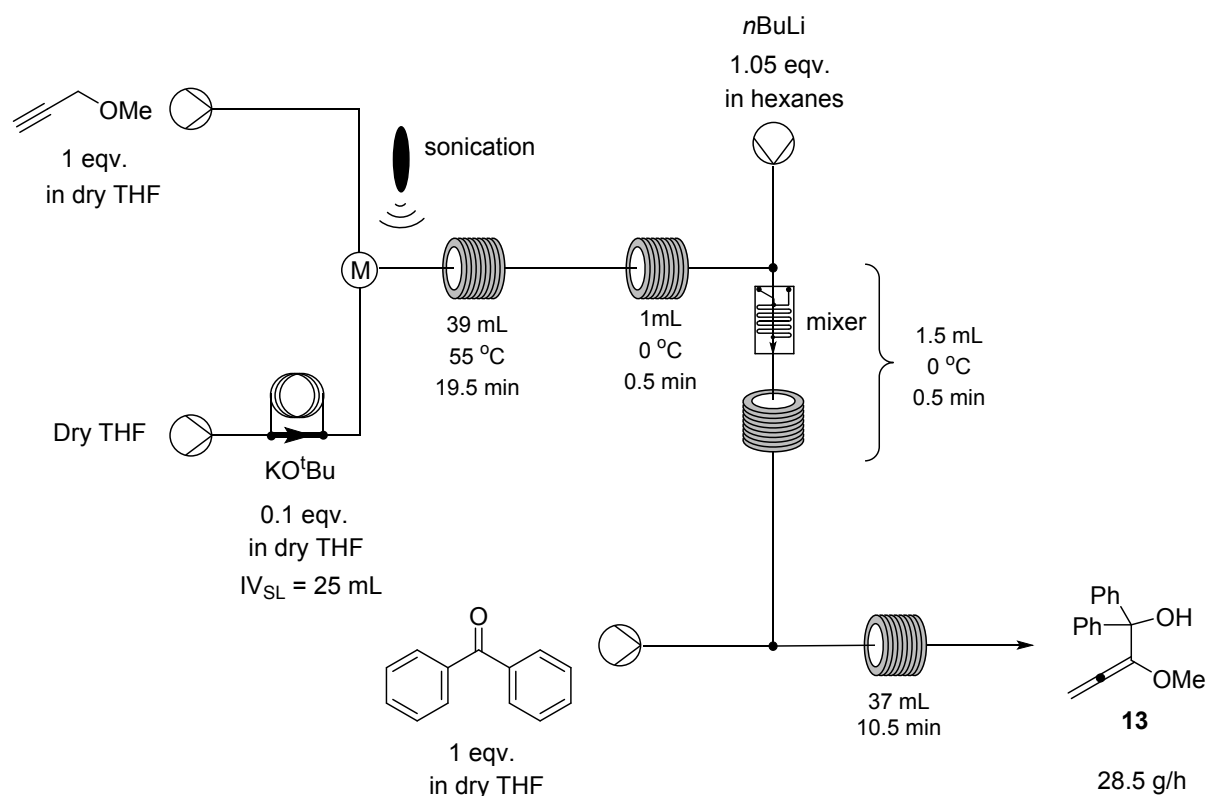 nBuLi
1.05 eqv.
in hexanes
OMe
1 eqv.
in dry THF
sonication
M
39 mL
55 °C
19.5 min
1mL
0 °C
0.5 min
mixer
1.5 mL
0 °C
0.5 min
Dry THF
KOᵗBu
0.1 eqv.
in dry THF
IV_SL = 25 mL
O
1 eqv.
in dry THF
37 mL
10.5 min
Ph
Ph
OH
OMe
13
28.5 g/h